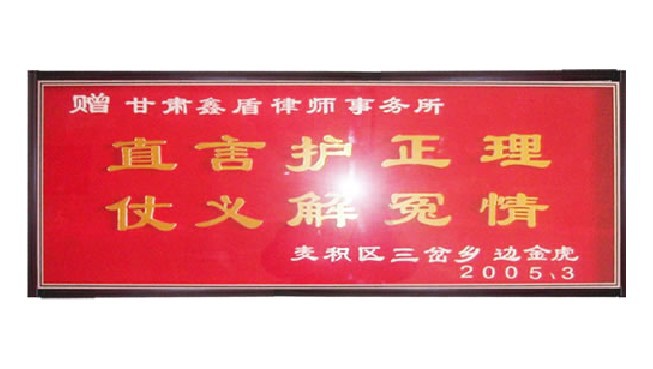 赠 甘肃鑫盾律师事务所
直言护正理
仗义解冤情
麦积区三岔乡 边金虎
2005、3